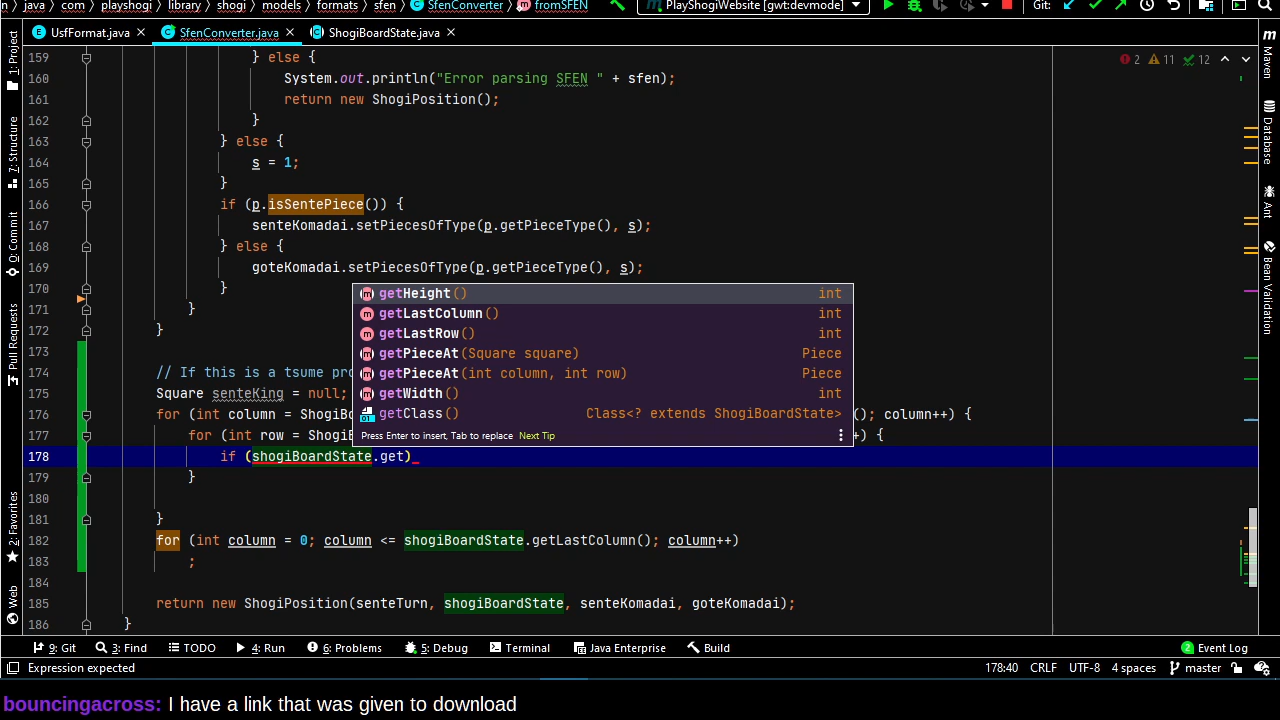 n) java ) com ) playshogi ) library ) shogi ) models ) formats ) sfen ) SfenConverter ) fromSFEN PlayShogiWebsite [gwt:devmode] Git:
UsfFormat.java SfenConverter.java ShogiBoardState.java
159 } else {
160 System.out.println("Error parsing SFEN " + sfen);
161 return new ShogiPosition();
162 }
163 } else {
164 s = 1;
165 }
166 if (p.isSentePiece()) {
167 senteKomadai.setPiecesOfType(p.getPieceType(), s);
168 } else {
169 goteKomadai.setPiecesOfType(p.getPieceType(), s);
170 }
171 }
172 }
173
174 // If this is a tsume pro
175 Square senteKing = null;
176 for (int column = ShogiBo (); column++) {
177 for (int row = ShogiB +) {
178 if (shogiBoardState.get)
179 }
180
181 }
182 for (int column = 0; column <= shogiBoardState.getLastColumn(); column++)
183 ;
184
185 return new ShogiPosition(senteTurn, shogiBoardState, senteKomadai, goteKomadai);
186 }
getHeight() int
getLastColumn() int
getLastRow() int
getPieceAt(Square square) Piece
getPieceAt(int column, int row) Piece
getWidth() int
getClass() Class<? extends ShogiBoardState>
Press Enter to insert, Tab to replace Next Tip
2 11 12
1: Project
7: Structure
0: Commit
Pull Requests
2: Favorites
Web
Maven
Database
Ant
Bean Validation
9: Git 3: Find TODO 4: Run 6: Problems 5: Debug Terminal Java Enterprise Build 2 Event Log
Expression expected 178:40 CRLF UTF-8 4 spaces master
bouncingacross: I have a link that was given to download